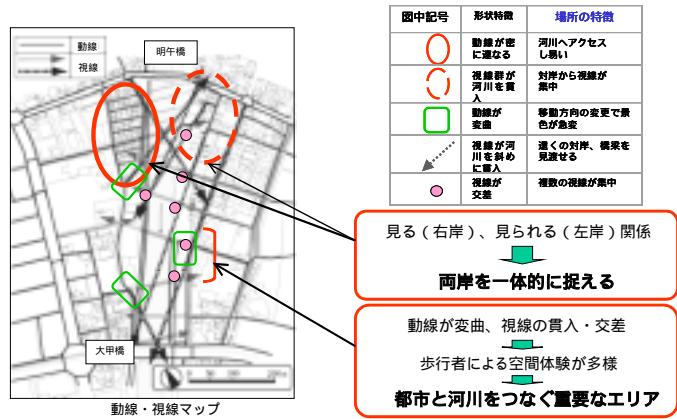 動線
視線
明午橋
大甲橋
動線・視線マップ
図中記号 形状特徴 場所の特徴
動線が密
に連なる
河川へアクセス
し易い
視線群が
河川を貫
入
対岸から視線が
集中
動線が
変曲
移動方向の変更で景
色が急変
視線が河
川を斜め
に貫入
遠くの対岸、橋梁を
見渡せる
視線が
交差
複数の視線が集中
見る（右岸）、見られる（左岸）関係
両岸を一体的に捉える
動線が変曲、視線の貫入・交差
歩行者による空間体験が多様
都市と河川をつなぐ重要なエリア